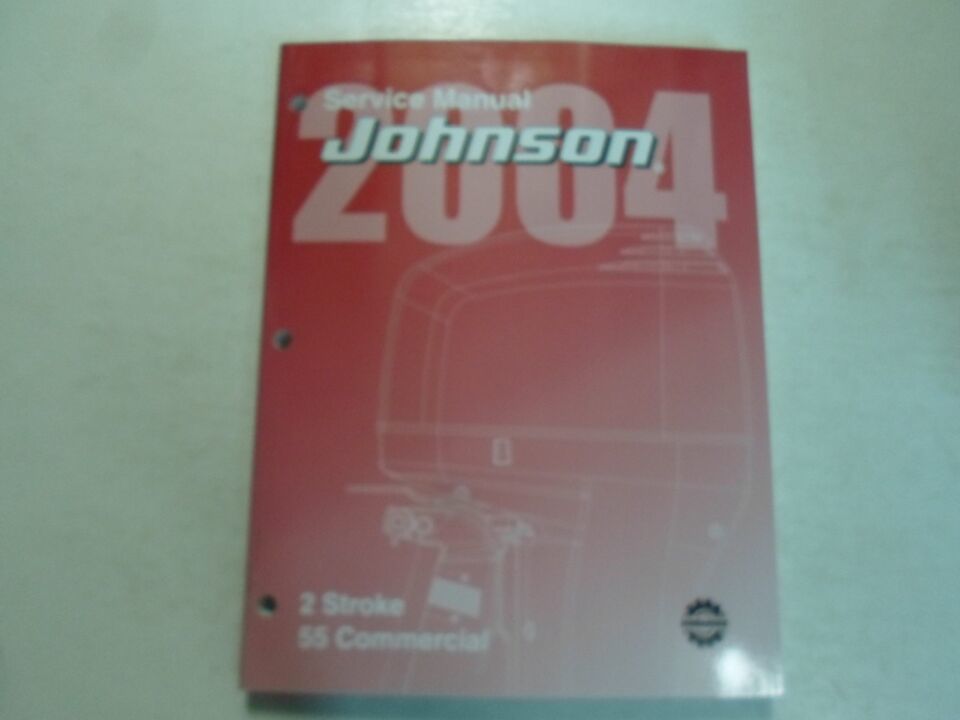 Service Manual
2004
Johnson
2 Stroke
55 Commercial